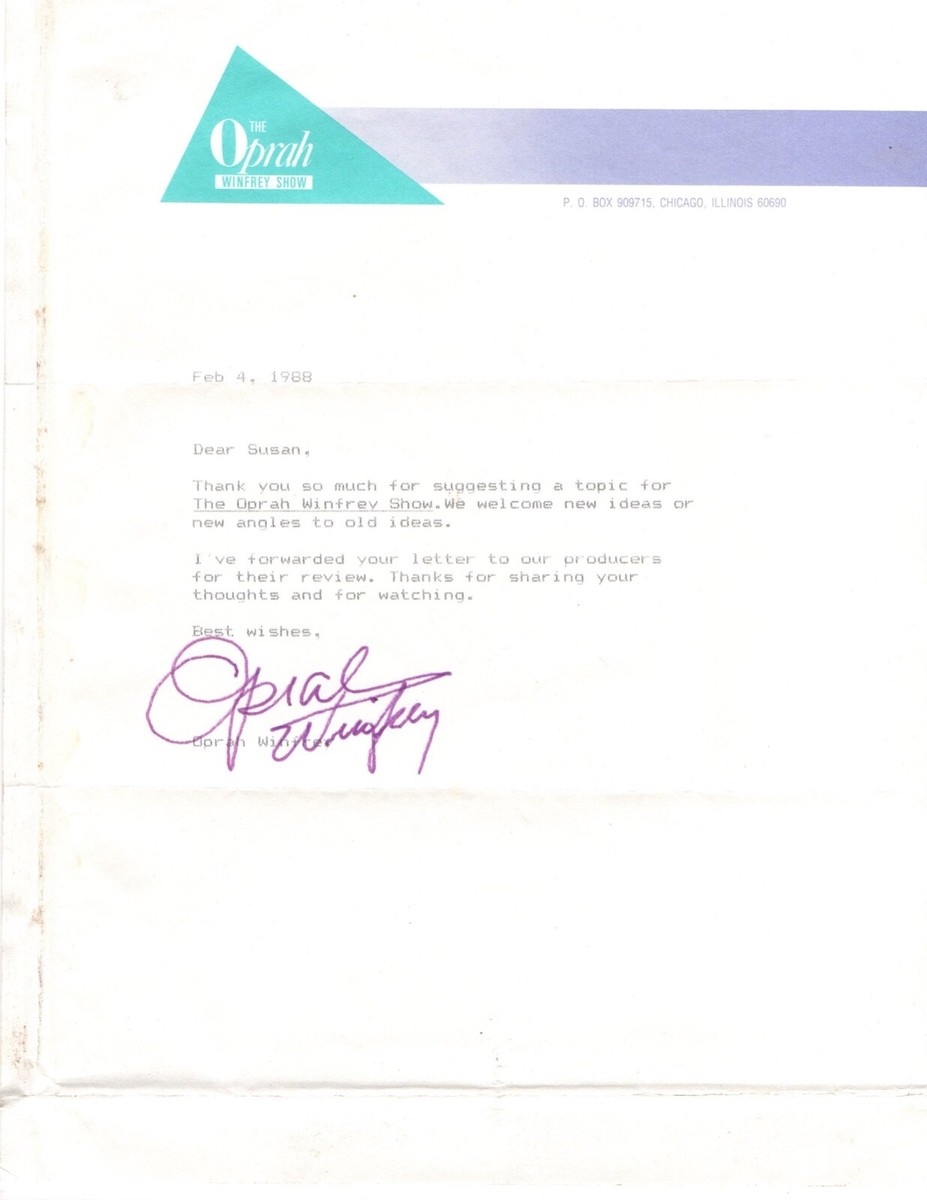 THE
Oprah
WINFREY SHOW
P. O. BOX 909715, CHICAGO, ILLINOIS 60690
Feb 4, 1988
Dear Susan,
Thank you so much for suggesting a topic for
The Oprah Winfrey Show.We welcome new ideas or
new angles to old ideas.
I've forwarded your letter to our producers
for their review. Thanks for sharing your
thoughts and for watching.
Best wishes,
Oprah
Winfrey
Oprah Winfrey